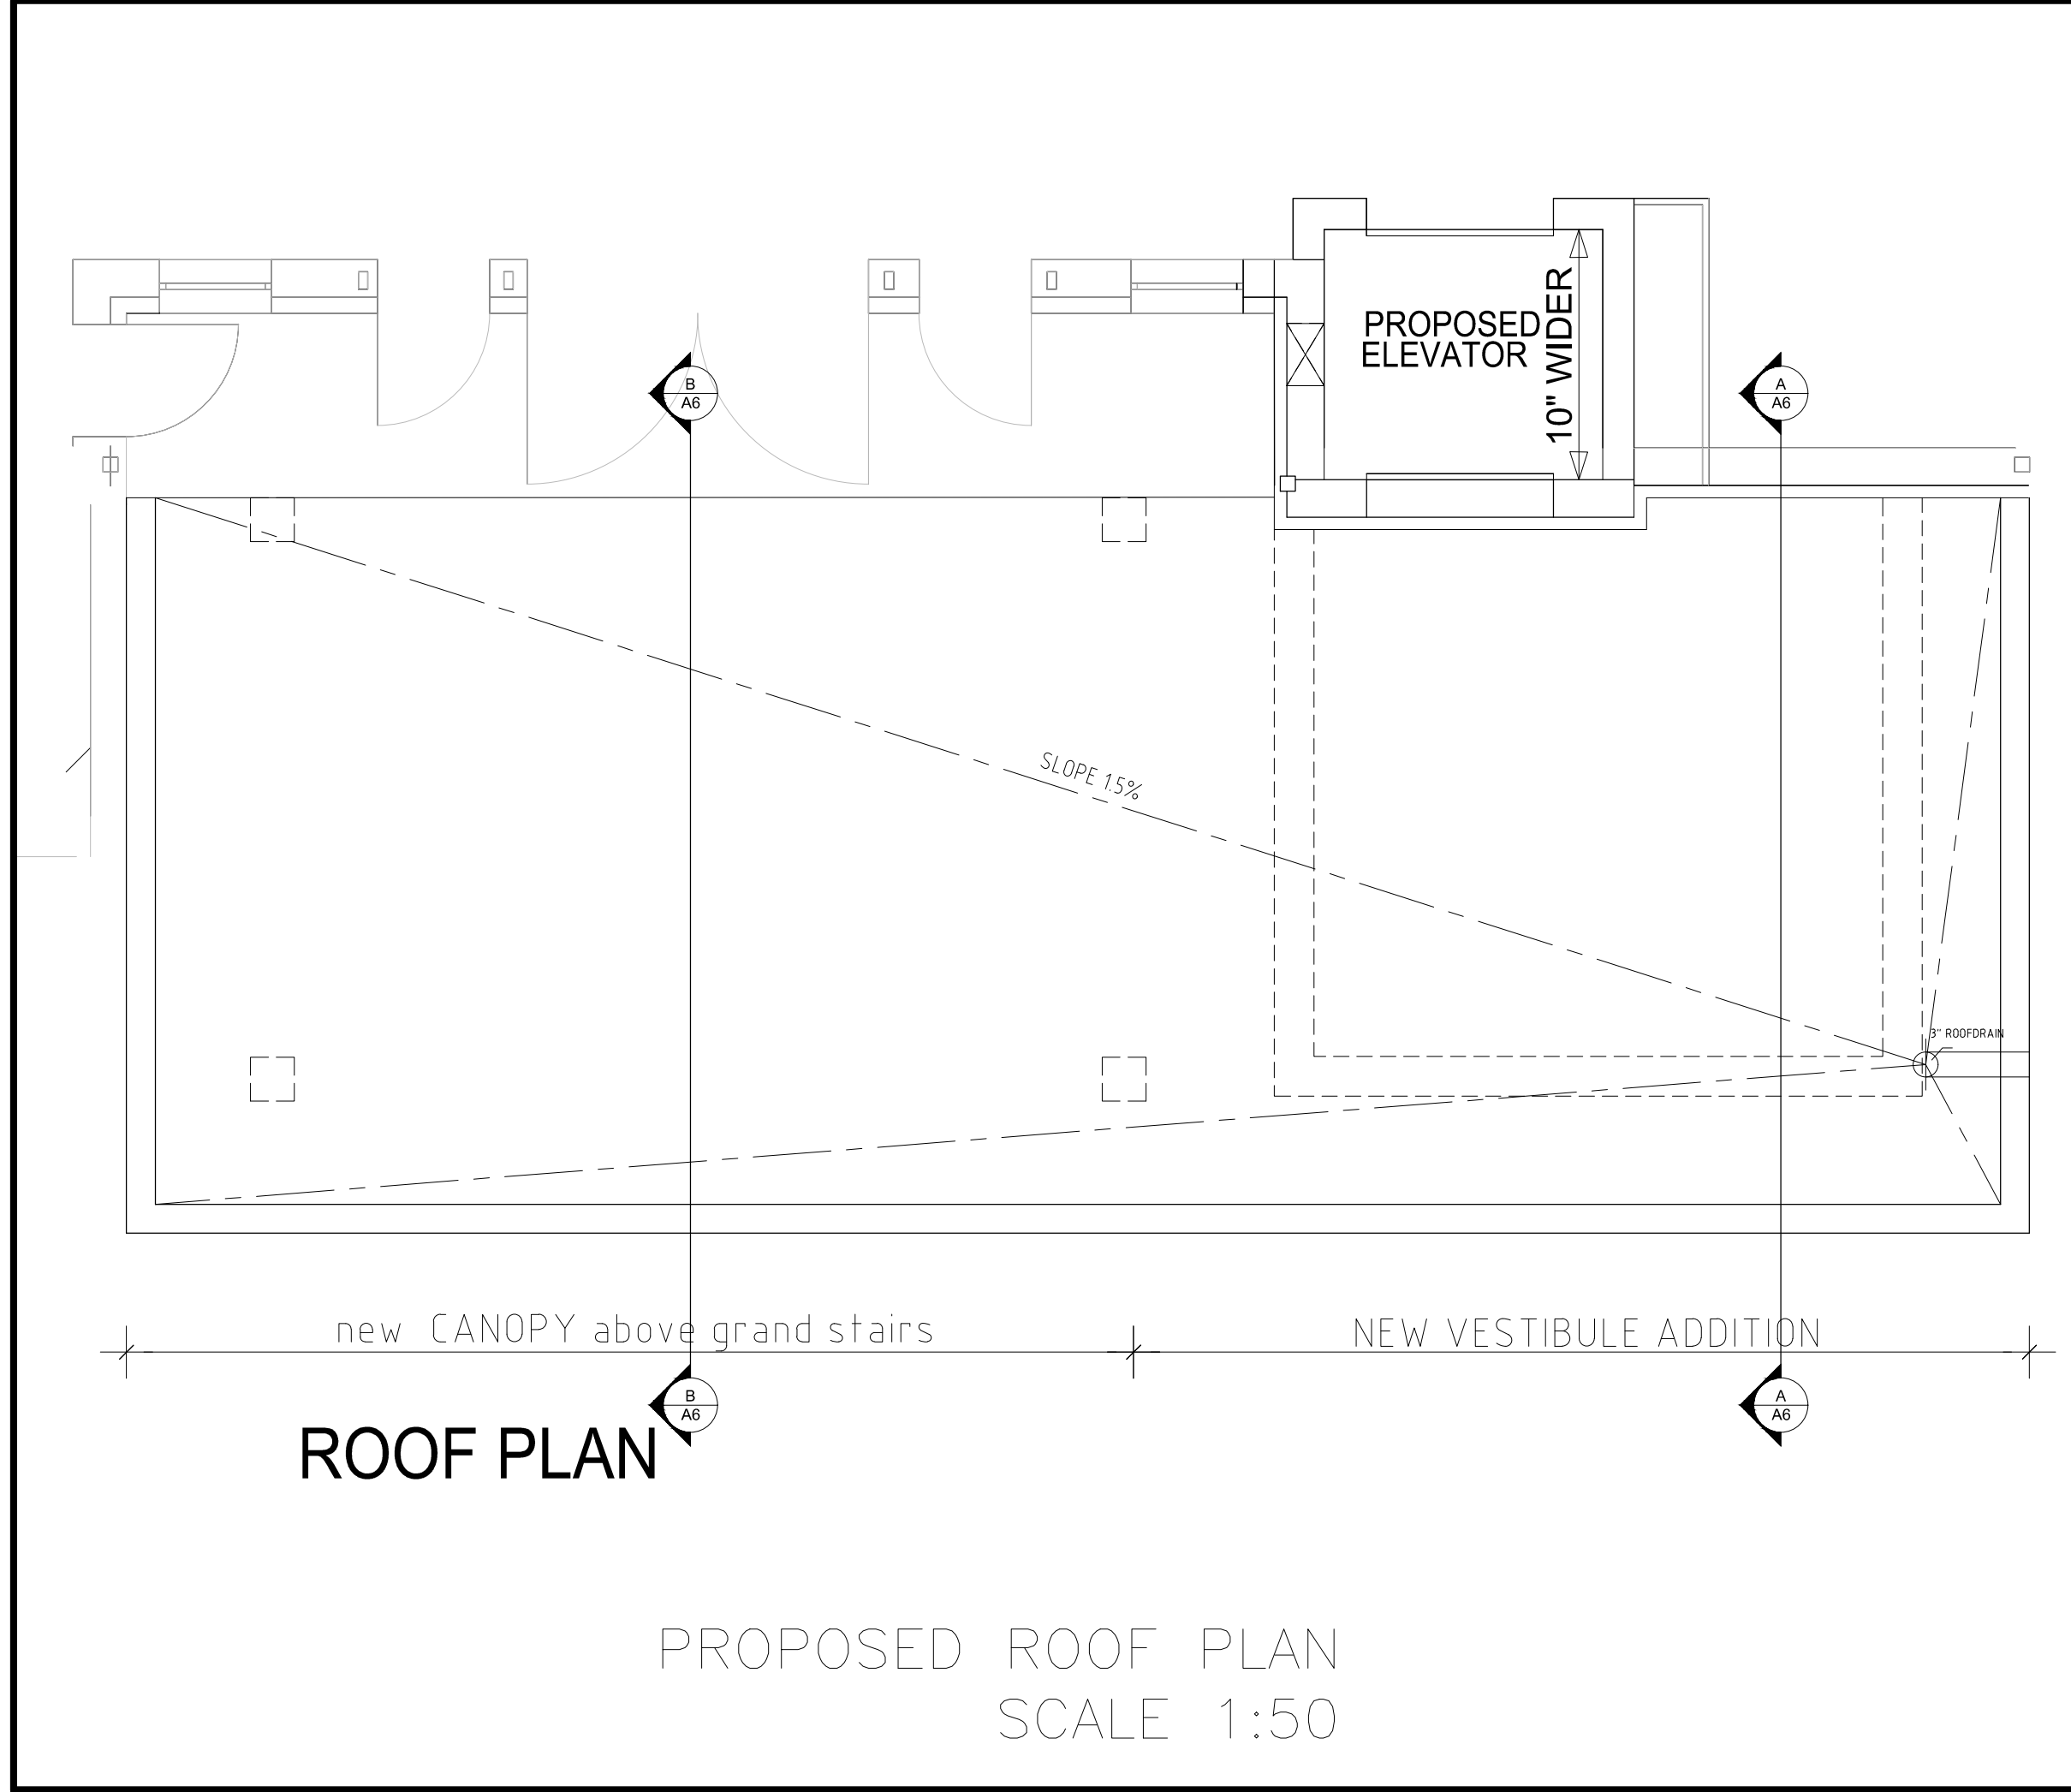 PROPOSED
ELEVATOR
10" WIDER
B
A6
A
A6
SLOPE 1.5%
3" ROOFDRAIN
new CANOPY above grand stairs
NEW VESTIBULE ADDITION
B
A6
A
A6
ROOF PLAN
PROPOSED ROOF PLAN
SCALE 1:50